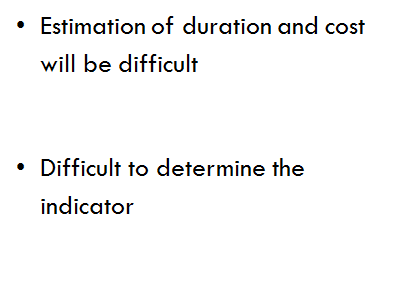 • Estimation of duration and cost
will be difficult
• Difficult to determine the
indicator